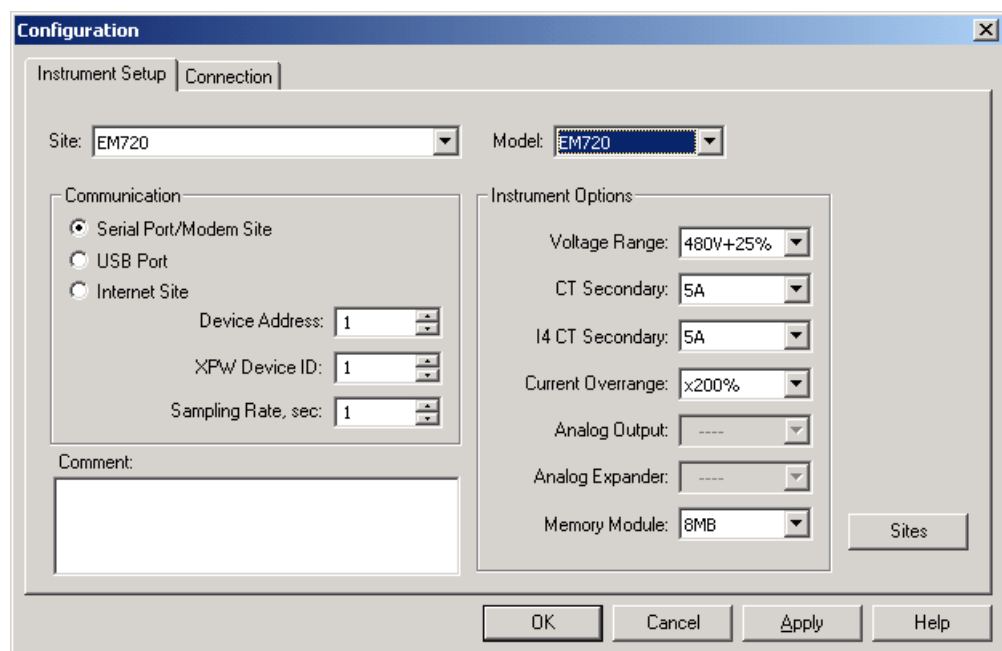 Configuration
Instrument Setup
Connection
Site: EM720
Model: EM720
Communication
Serial Port/Modem Site
USB Port
Internet Site
Device Address: 1
XPW Device ID: 1
Sampling Rate, sec: 1
Comment:
Instrument Options
Voltage Range: 480V+25%
CT Secondary: 5A
I4 CT Secondary: 5A
Current Overrange: x200%
Analog Output: ----
Analog Expander: ----
Memory Module: 8MB
Sites
OK
Cancel
Apply
Help